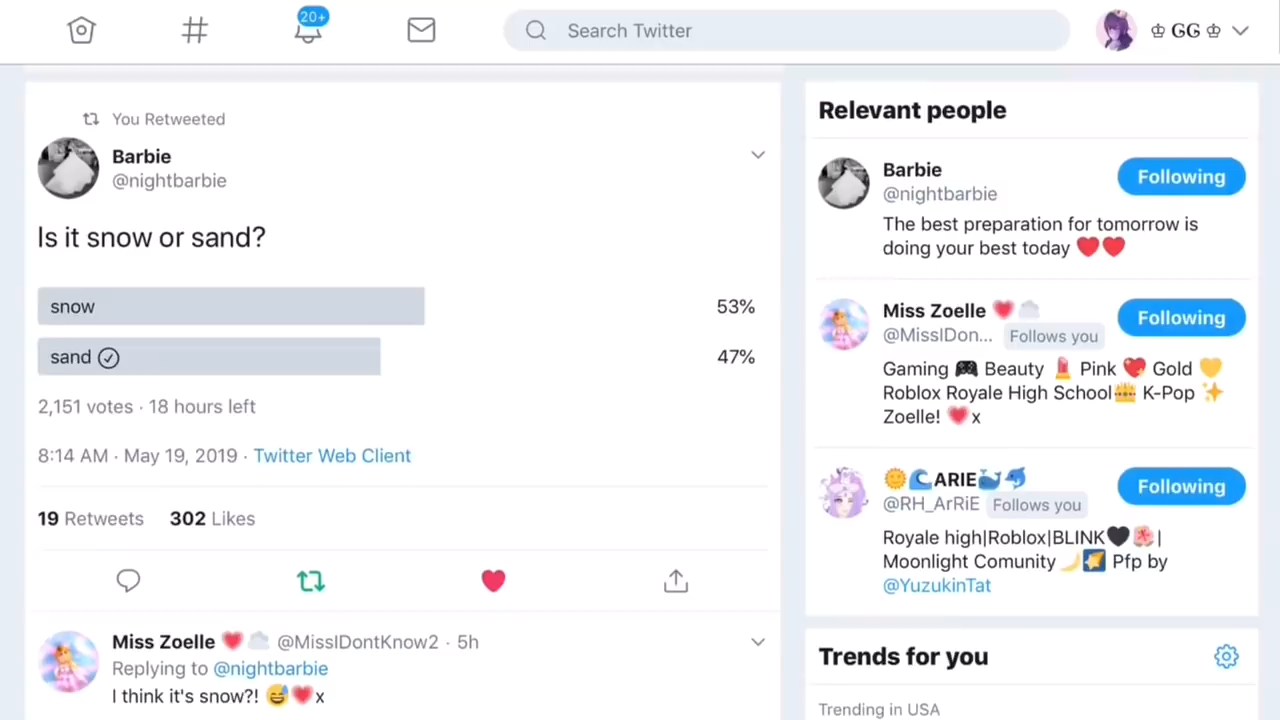 20+
Search Twitter
♔ GG ♔
You Retweeted
Barbie
@nightbarbie
Is it snow or sand?
snow 53%
sand 47%
2,151 votes · 18 hours left
8:14 AM · May 19, 2019 · Twitter Web Client
19 Retweets 302 Likes
Miss Zoelle 💗☁️ @MissIDontKnow2 · 5h
Replying to @nightbarbie
I think it's snow?! 😅💗x
Relevant people
Barbie
@nightbarbie
Following
The best preparation for tomorrow is
doing your best today ❤️❤️
Miss Zoelle 💗☁️
@MissIDon... Follows you
Following
Gaming 🎮 Beauty 💄 Pink 💖 Gold 💛
Roblox Royale High School👑 K-Pop ✨
Zoelle! 💗x
🌞🌊ARIE🐳🐬
@RH_ArRiE Follows you
Following
Royale high|Roblox|BLINK🖤🌺|
Moonlight Comunity 🌙🌠 Pfp by
@YuzukinTat
Trends for you
Trending in USA